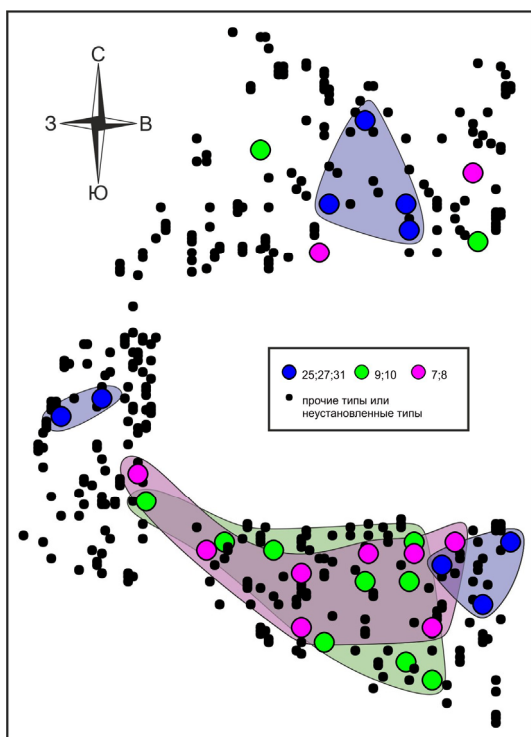 С
З В
Ю
25;27;31 9;10 7;8
прочие типы или
неустановленные типы